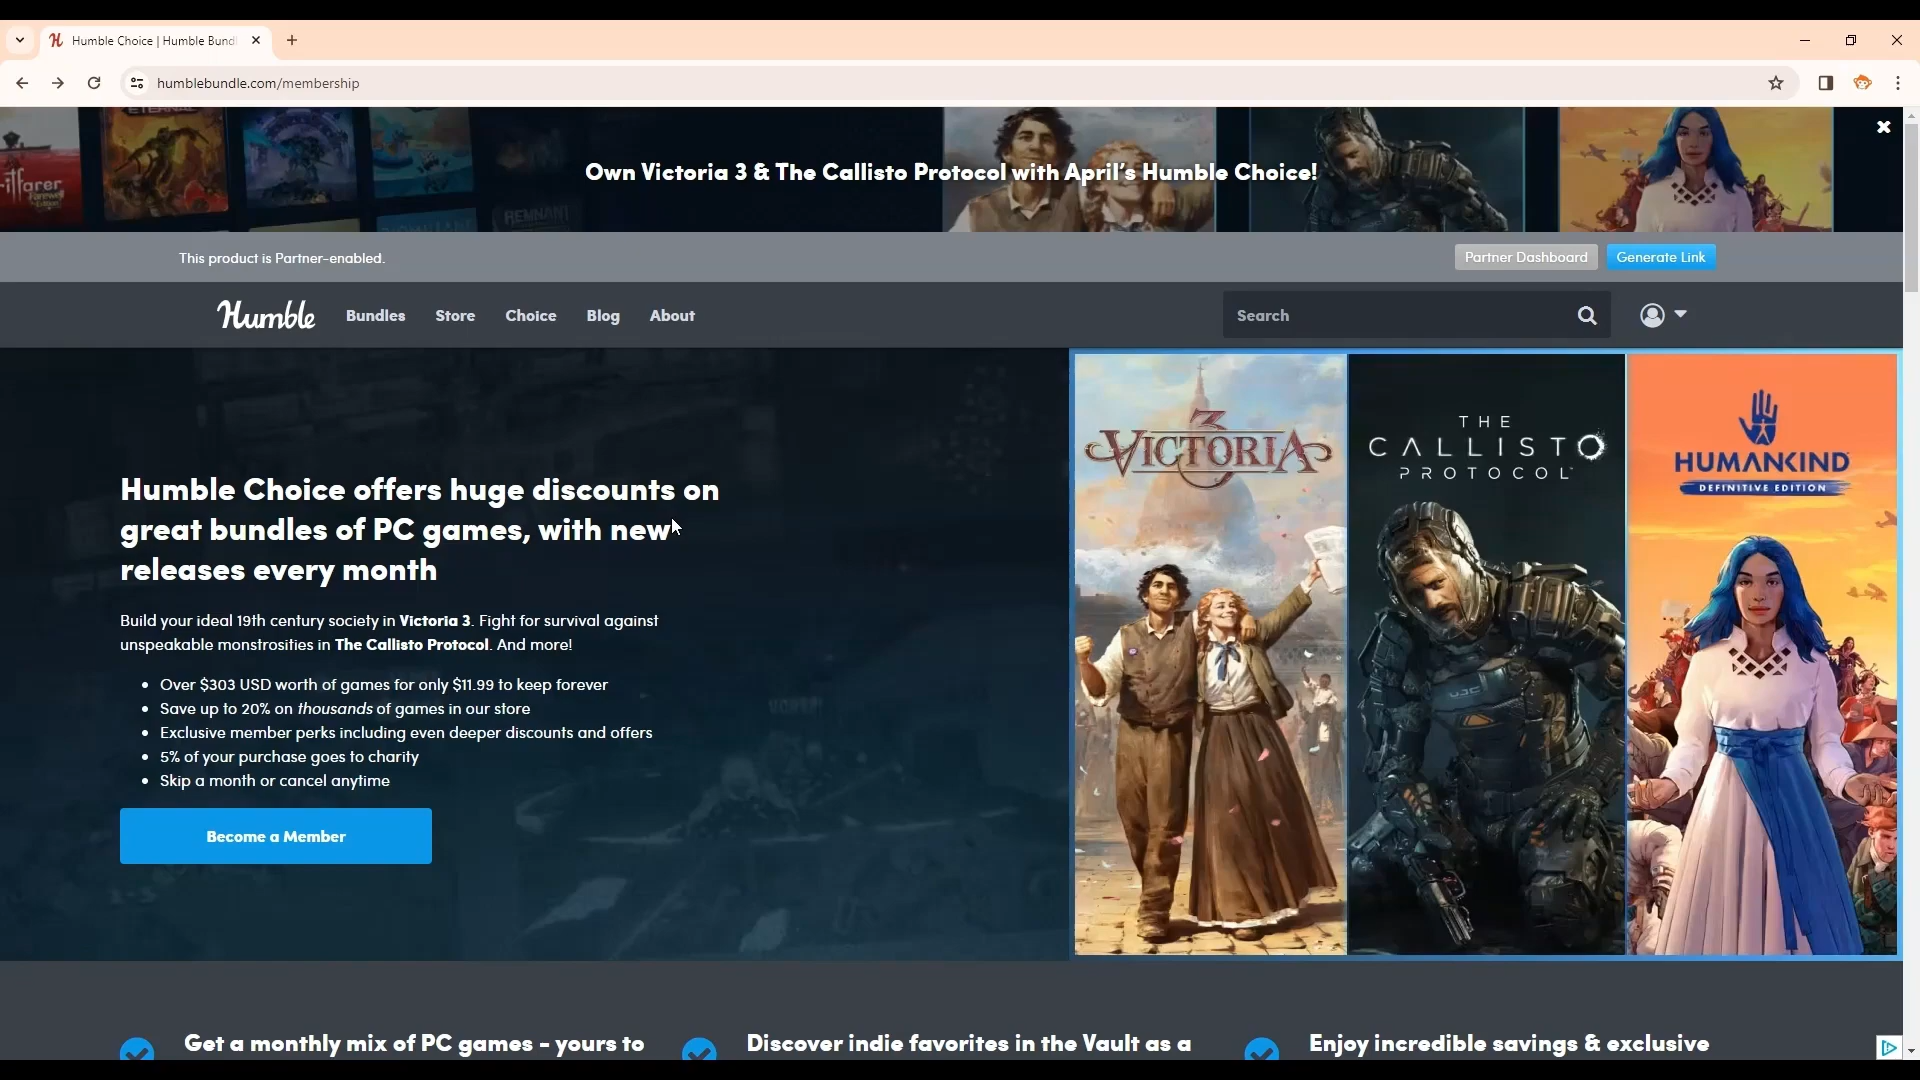 Humble Choice | Humble Bund
humblebundle.com/membership
ETERNAL
itfarer
REMNANT
Own Victoria 3 & The Callisto Protocol with April's Humble Choice!
This product is Partner-enabled.
Partner Dashboard
Generate Link
Humble
Bundles
Store
Choice
Blog
About
Search
3
VICTORIA
THE
CALLISTO
PROTOCOL
HUMANKIND
DEFINITIVE EDITION
Humble Choice offers huge discounts on
great bundles of PC games, with new
releases every month
Build your ideal 19th century society in Victoria 3. Fight for survival against
unspeakable monstrosities in The Callisto Protocol. And more!
• Over $303 USD worth of games for only $11.99 to keep forever
• Save up to 20% on thousands of games in our store
• Exclusive member perks including even deeper discounts and offers
• 5% of your purchase goes to charity
• Skip a month or cancel anytime
Become a Member
Get a monthly mix of PC games - yours to
Discover indie favorites in the Vault as a
Enjoy incredible savings & exclusive